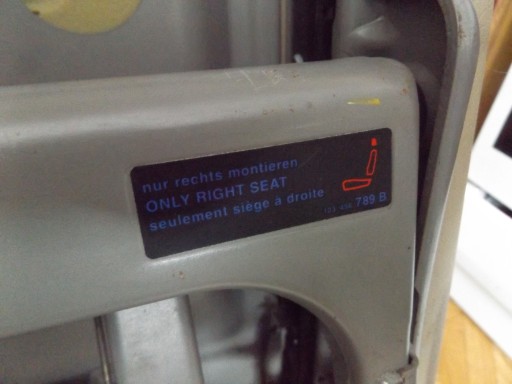 nur rechts montieren
ONLY RIGHT SEAT
seulement siège a droite
789 B